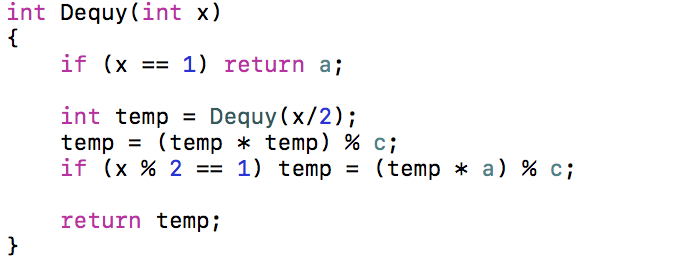 int Dequy(int x)
{
    if (x == 1) return a;

    int temp = Dequy(x/2);
    temp = (temp * temp) % c;
    if (x % 2 == 1) temp = (temp * a) % c;

    return temp;
}